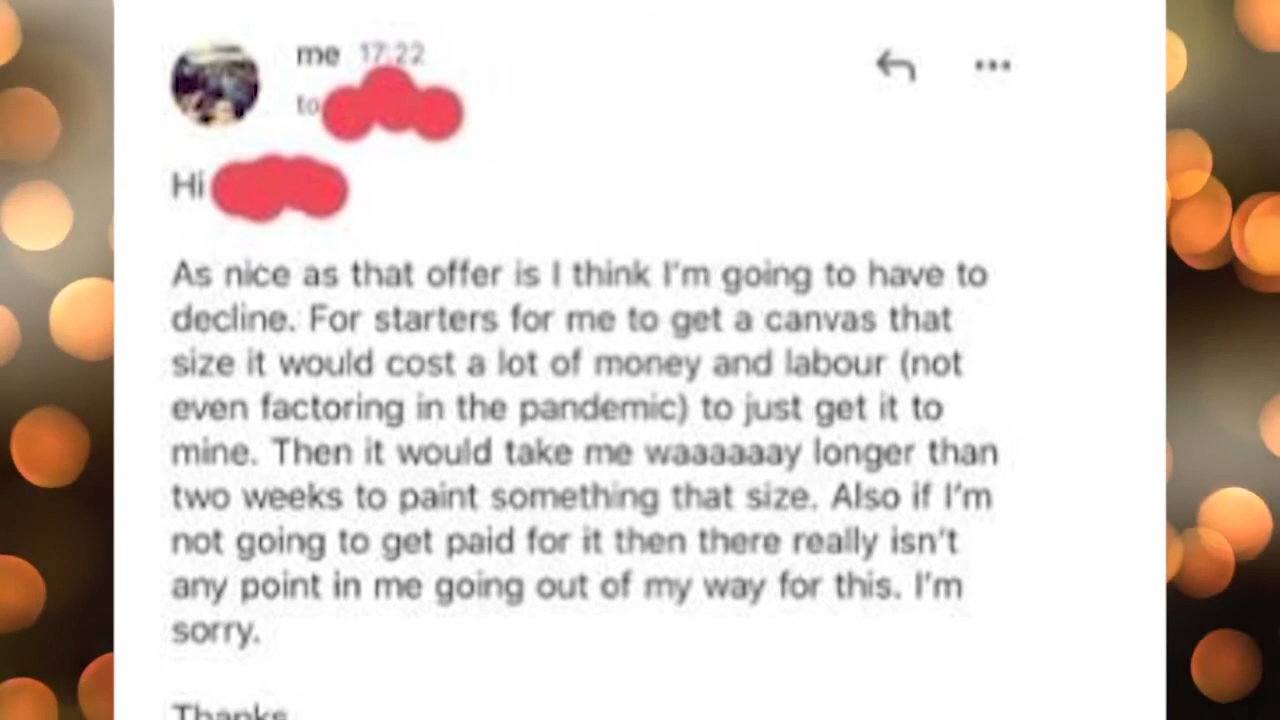 me 17:22
to
Hi
As nice as that offer is I think I'm going to have to
decline. For starters for me to get a canvas that
size it would cost a lot of money and labour (not
even factoring in the pandemic) to just get it to
mine. Then it would take me waaaaaay longer than
two weeks to paint something that size. Also if I'm
not going to get paid for it then there really isn't
any point in me going out of my way for this. I'm
sorry.
Thanks